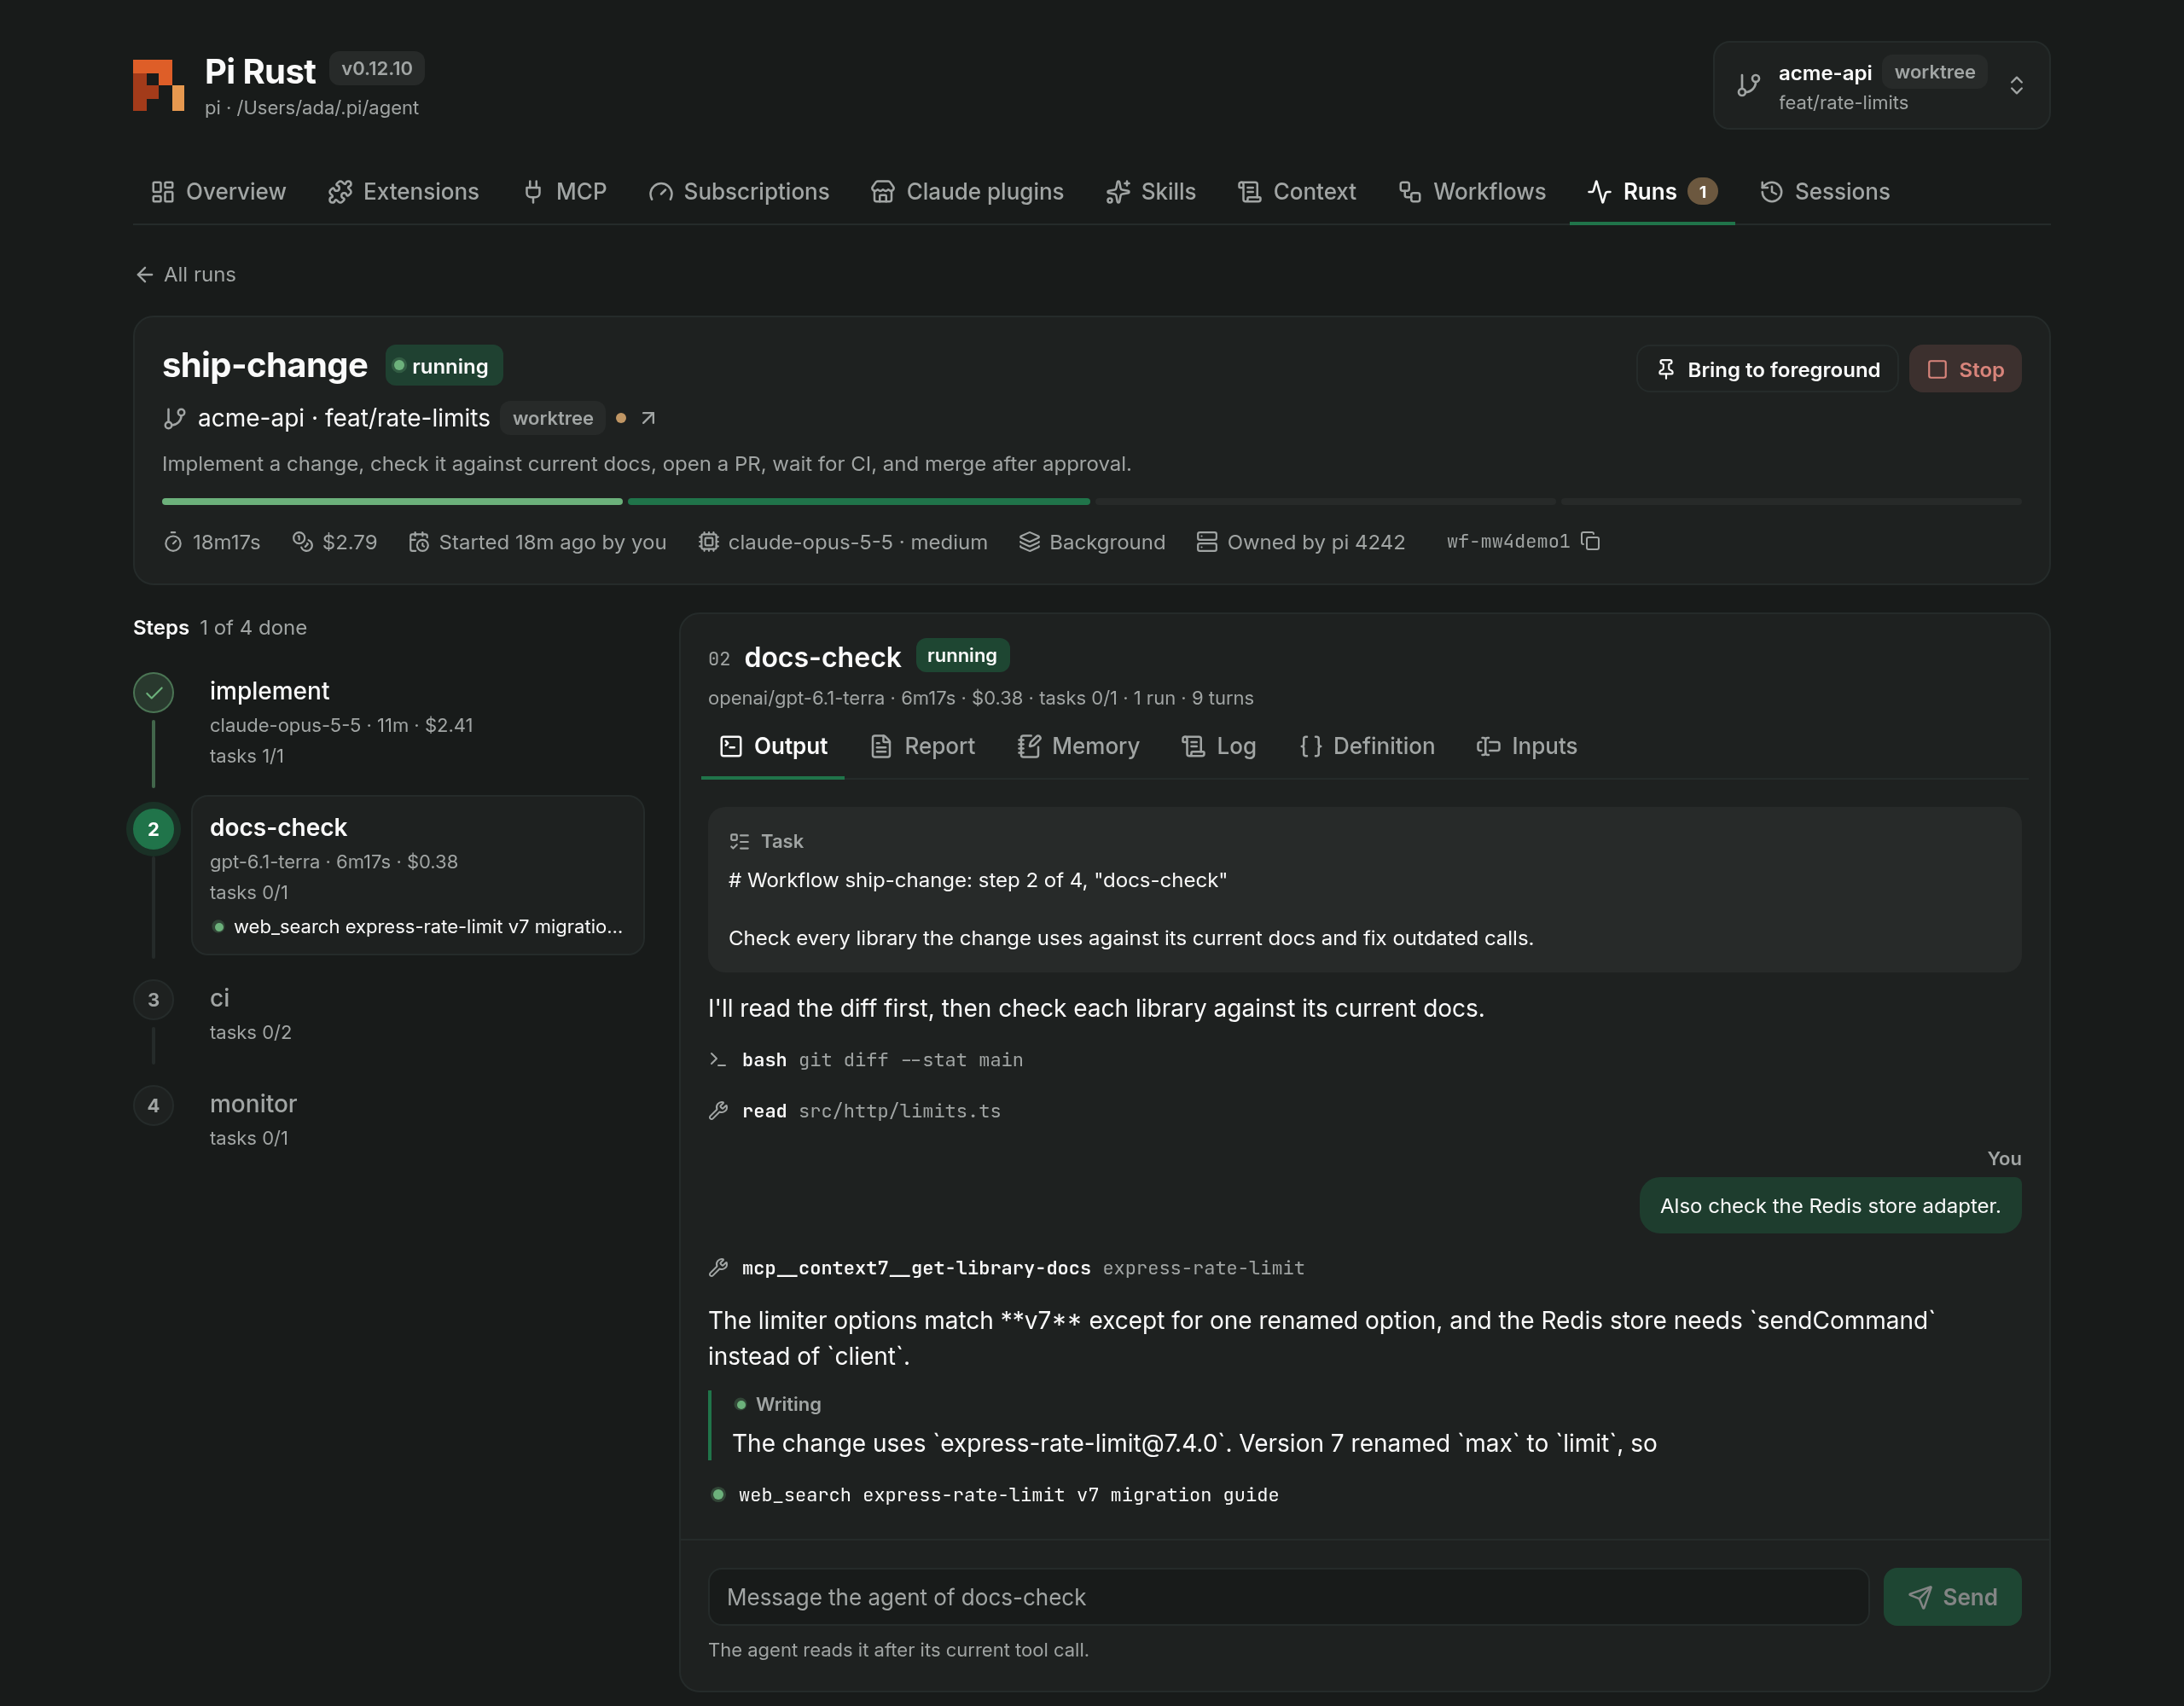 Pi Rust v0.12.10
pi · /Users/ada/.pi/agent
acme-api worktree
feat/rate-limits
Overview Extensions MCP Subscriptions Claude plugins Skills Context Workflows Runs 1 Sessions
All runs
ship-change running
Bring to foreground Stop
acme-api · feat/rate-limits worktree
Implement a change, check it against current docs, open a PR, wait for CI, and merge after approval.
18m17s $2.79 Started 18m ago by you claude-opus-5-5 · medium Background Owned by pi 4242 wf-mw4demo1
Steps 1 of 4 done
implement
claude-opus-5-5 · 11m · $2.41
tasks 1/1
2 docs-check
gpt-6.1-terra · 6m17s · $0.38
tasks 0/1
web_search express-rate-limit v7 migratio...
3 ci
tasks 0/2
4 monitor
tasks 0/1
02 docs-check running
openai/gpt-6.1-terra · 6m17s · $0.38 · tasks 0/1 · 1 run · 9 turns
Output Report Memory Log Definition Inputs
Task
# Workflow ship-change: step 2 of 4, "docs-check"
Check every library the change uses against its current docs and fix outdated calls.
I'll read the diff first, then check each library against its current docs.
bash git diff --stat main
read src/http/limits.ts
You
Also check the Redis store adapter.
mcp__context7__get-library-docs express-rate-limit
The limiter options match **v7** except for one renamed option, and the Redis store needs `sendCommand`
instead of `client`.
Writing
The change uses `express-rate-limit@7.4.0`. Version 7 renamed `max` to `limit`, so
web_search express-rate-limit v7 migration guide
Message the agent of docs-check
Send
The agent reads it after its current tool call.